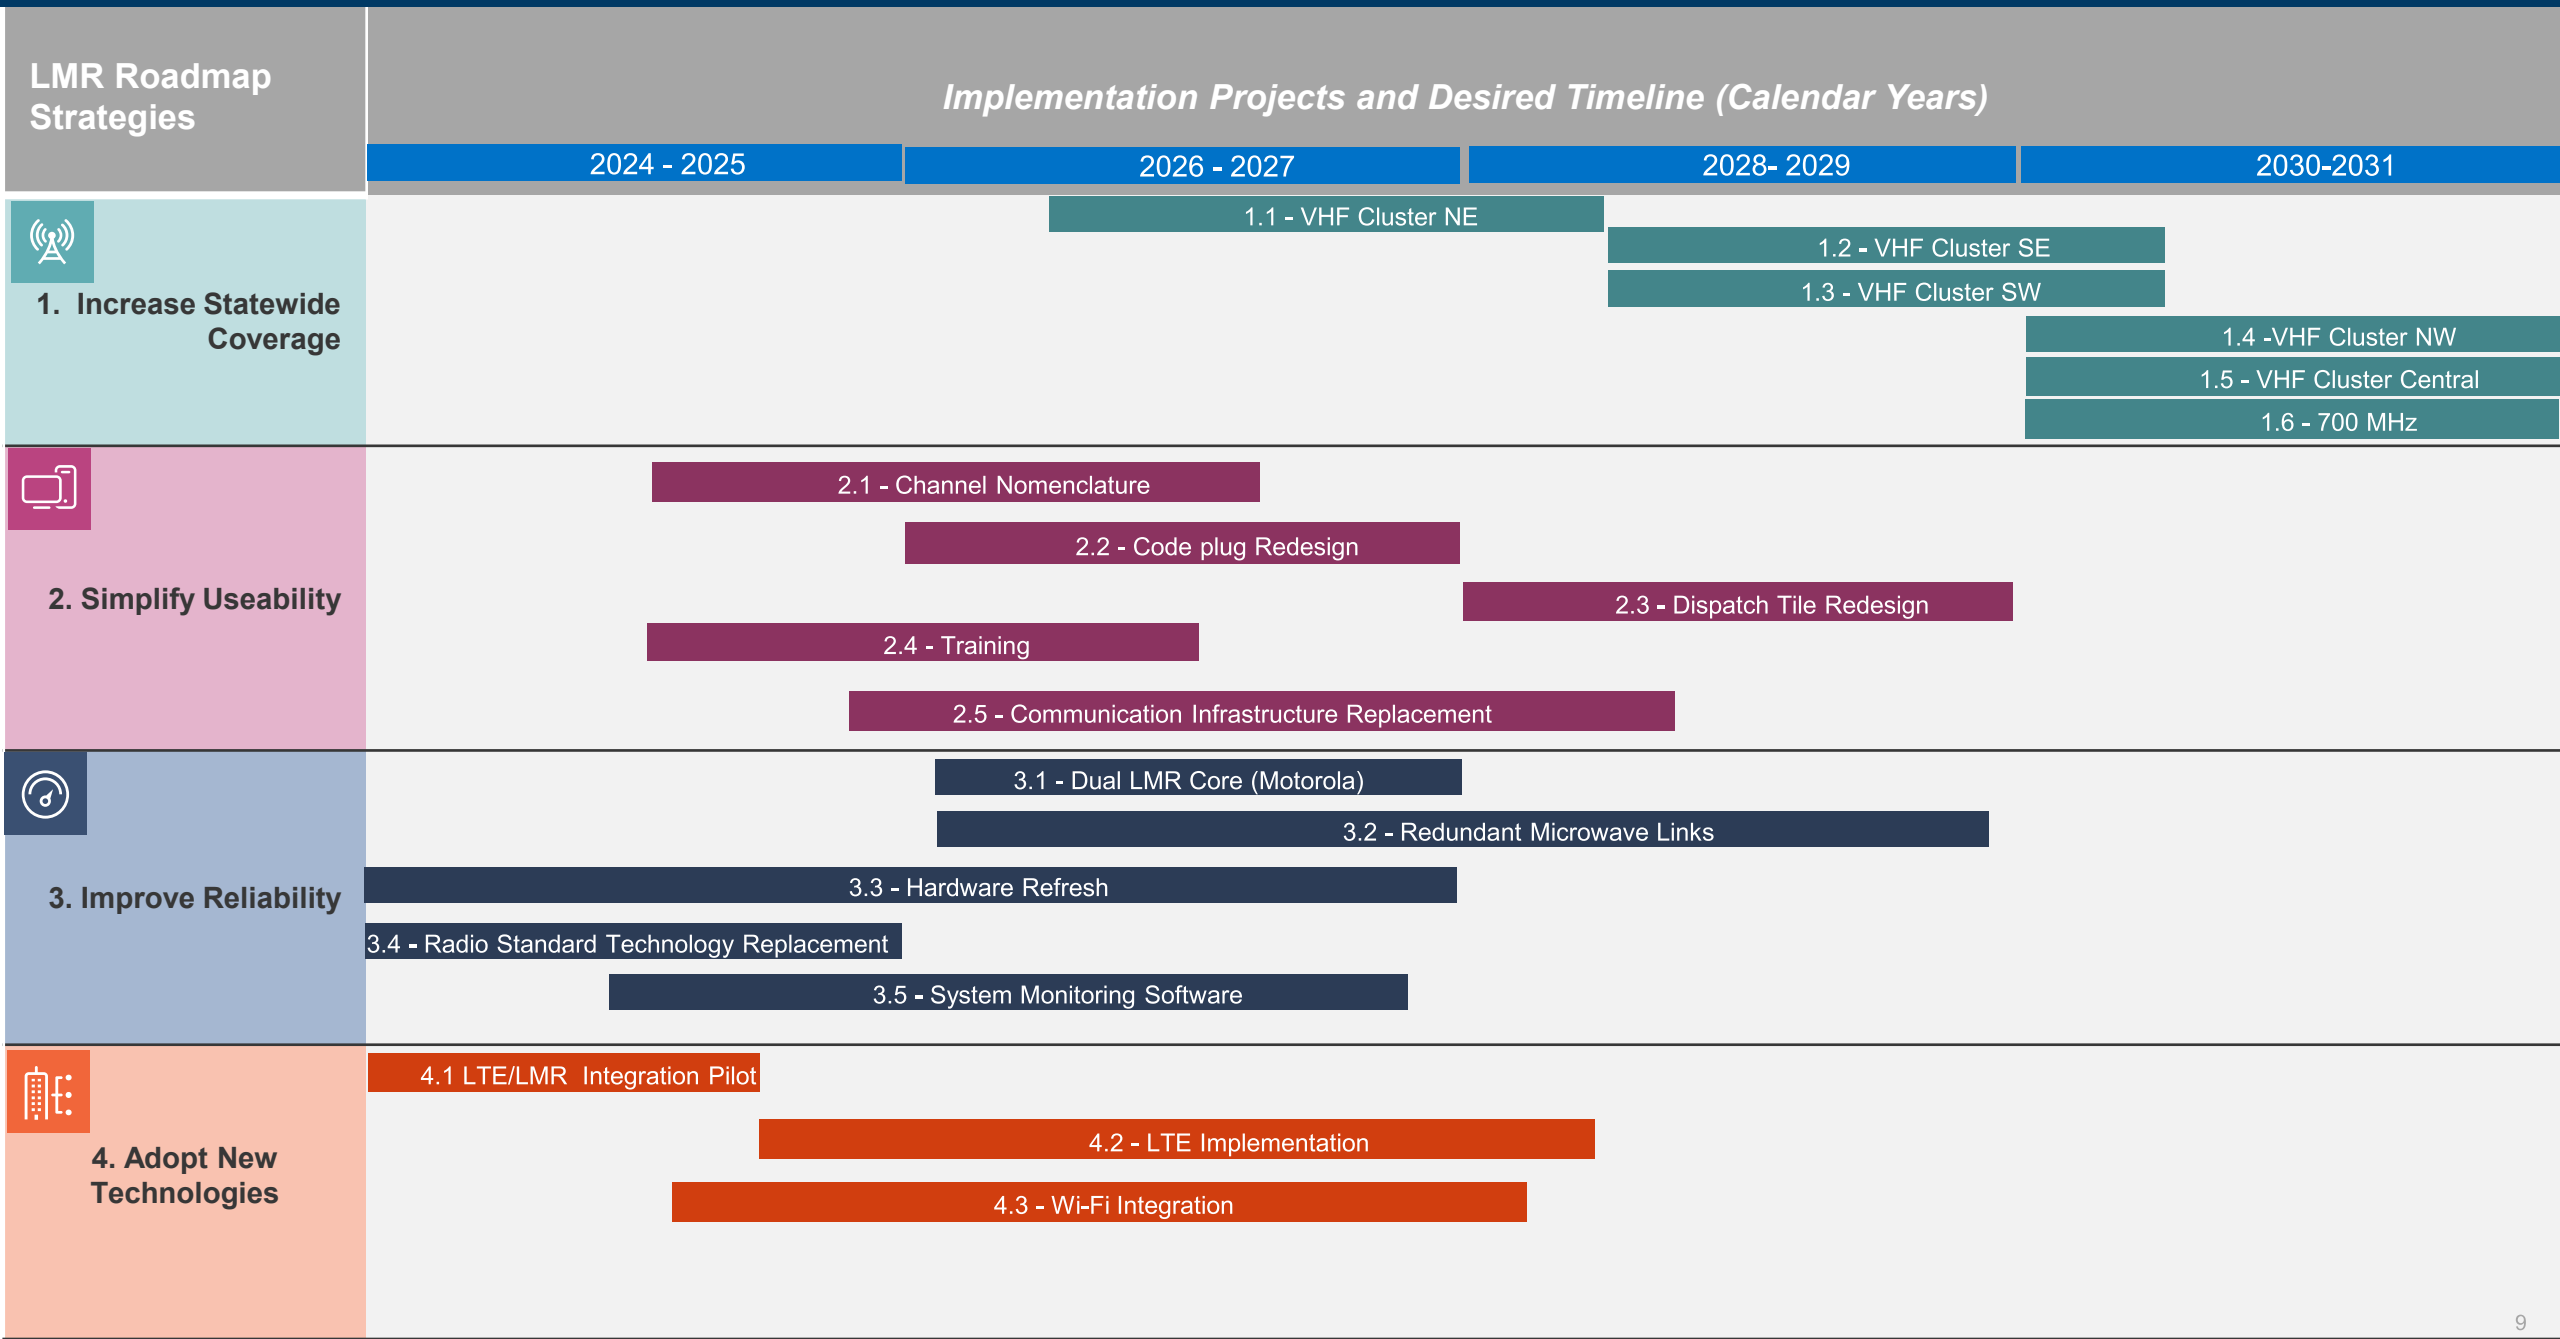 LMR Roadmap
Strategies
Implementation Projects and Desired Timeline (Calendar Years)
2024 - 2025
2026 - 2027
2028- 2029
2030-2031
1. Increase Statewide
Coverage
1.1 - VHF Cluster NE
1.2 - VHF Cluster SE
1.3 - VHF Cluster SW
1.4 -VHF Cluster NW
1.5 - VHF Cluster Central
1.6 - 700 MHz
2. Simplify Useability
2.1 - Channel Nomenclature
2.2 - Code plug Redesign
2.3 - Dispatch Tile Redesign
2.4 - Training
2.5 - Communication Infrastructure Replacement
3. Improve Reliability
3.1 - Dual LMR Core (Motorola)
3.2 - Redundant Microwave Links
3.3 - Hardware Refresh
3.4 - Radio Standard Technology Replacement
3.5 - System Monitoring Software
4. Adopt New
Technologies
4.1 LTE/LMR Integration Pilot
4.2 - LTE Implementation
4.3 - Wi-Fi Integration
9